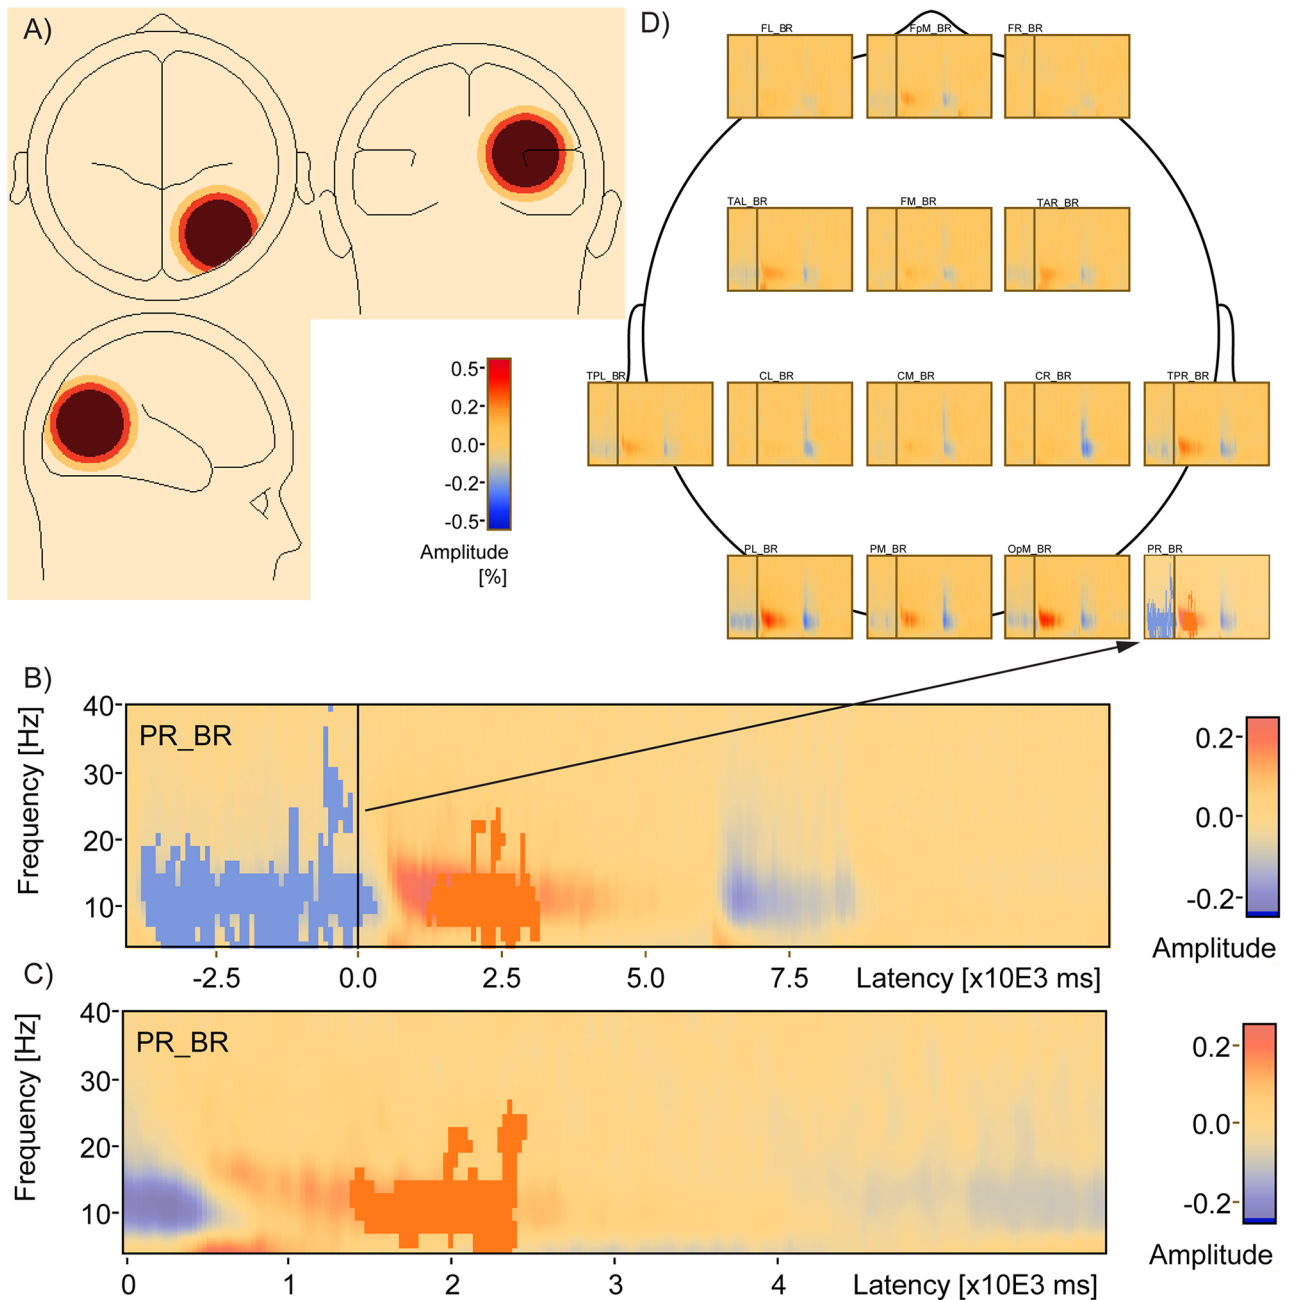 A)
D)
FL_BR
FpM_BR
FR_BR
TAL_BR
FM_BR
TAR_BR
TPL_BR
CL_BR
CM_BR
CR_BR
TPR_BR
0.5
0.2
0.0
-0.2
-0.5
Amplitude
[%]
PL_BR
PM_BR
OpM_BR
PR_BR
B)
PR_BR
Frequency [Hz]
40
30
20
10
-2.5
0.0
2.5
5.0
7.5
Latency [x10E3 ms]
0.2
0.0
-0.2
Amplitude
C)
PR_BR
Frequency [Hz]
40
30
20
10
0
1
2
3
4
Latency [x10E3 ms]
0.2
0.0
-0.2
Amplitude